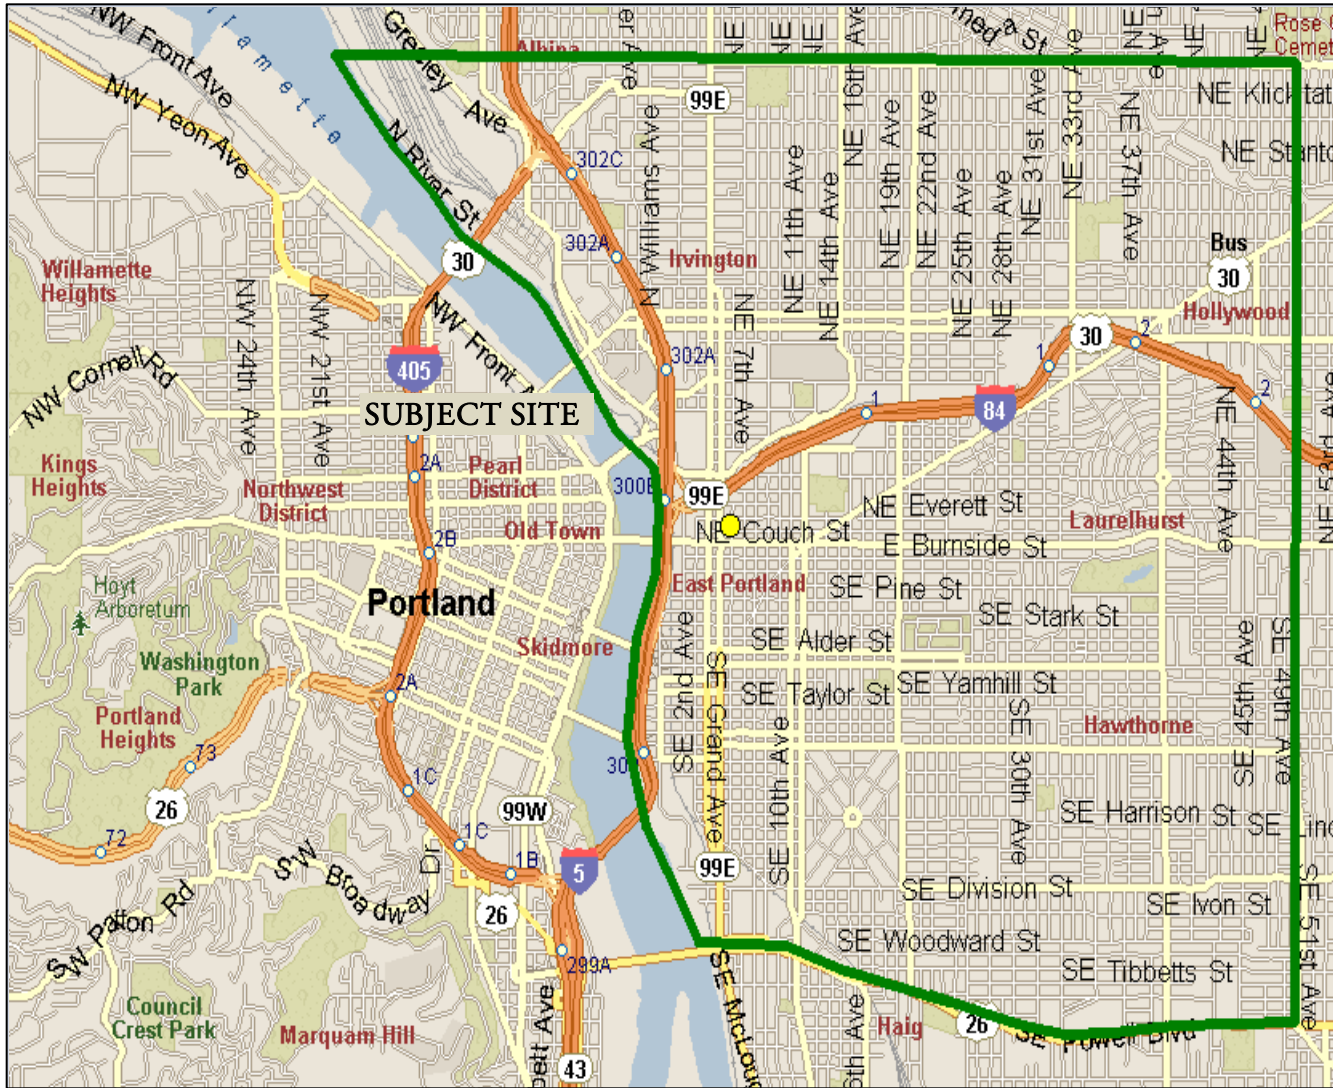 NW Front Ave
Willamette
Greeley Ave
Albina
Rose
Cemet
99E
NE Klickitat
NW Yeon Ave
N River St
302C
N Williams Ave
NE 16th Ave
NE 19th Ave
NE 22nd Ave
NE 31st Ave
NE 33rd Ave
NE 37th Ave
NE 11th Ave
NE 14th Ave
NE 25th Ave
NE 28th Ave
302A
Irvington
Bus
30
30
Willamette
Heights
NW 24th Ave
NW 21st Ave
NW Front A
NE 7th Ave
Hollywood
30
2
302A
1
405
NW Cornell Rd
SUBJECT SITE
1
84
NE 44th Ave
2
Kings
Heights
2A
Pearl
District
Northwest
District
300B
99E
NE Everett St
Old Town
NE Couch St
Laurelhurst
E Burnside St
2B
Hoyt
Arboretum
East Portland
SE Pine St
Portland
SE Stark St
Skidmore
SE 2nd Ave
SE Alder St
Washington
Park
2A
SE Taylor St
SE Yamhill St
SE 45th Ave
SE 49th Ave
Portland
Heights
SE Grand Ave
SE 10th Ave
SE 30th Ave
Hawthorne
73
1C
26
99W
SE Harrison St
SE
72
1C
1B
5
99E
SW Broadway Dr
SE Division St
SE Ivon St
SE 51st Ave
26
SW Patton Rd
SE Woodward St
299A
SE Tibbetts St
Council
Crest Park
Marquam Hill
SE McLoug
Haig
26
SE Powell Blvd
43